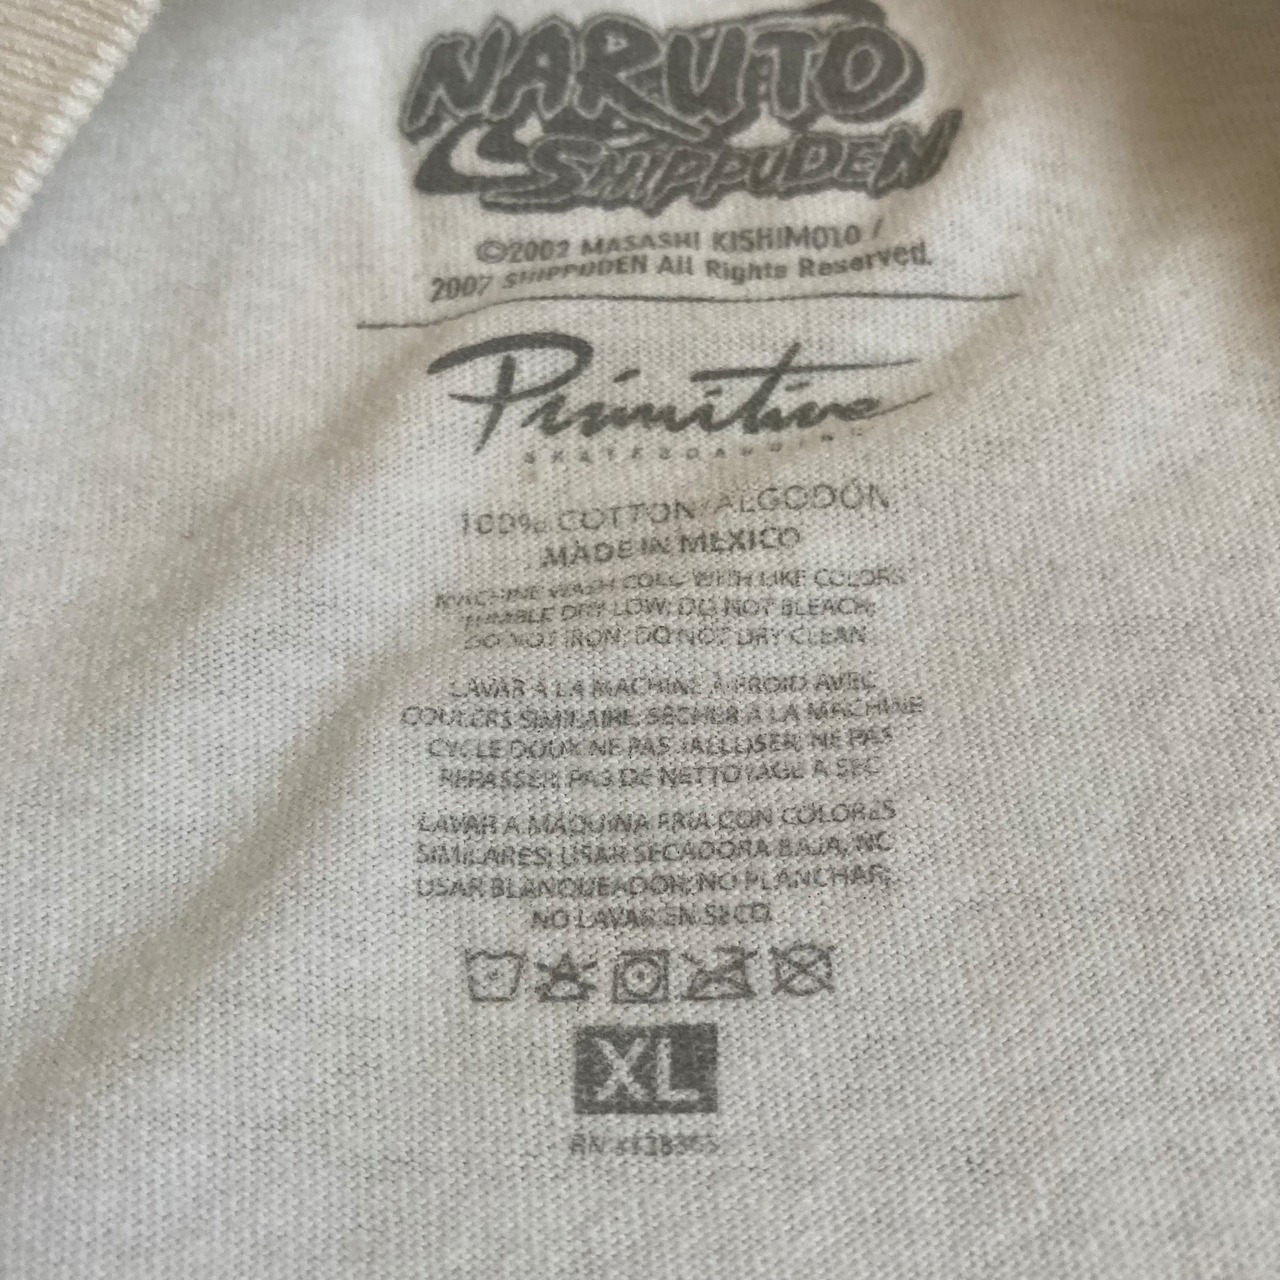 NARUTO
SHIPPUDEN
©2002 MASASHI KISHIMOTO /
2007 SHIPPUDEN All Rights Reserved.
Primitive
SKATEBOARDING
100% COTTON/ALGODÓN
MADE IN MEXICO
MACHINE WASH COLD WITH LIKE COLORS
TUMBLE DRY LOW; DO NOT BLEACH;
DO NOT IRON; DO NOT DRY CLEAN
LAVAR A LA MACHINE A FROID AVEC
COULERS SIMILAIRE; SECHER A LA MACHINE
CYCLE DOUX NE PAS JALLUSER; NE PAS
REPASSER; PAS DE NETTOYAGE A SEC
LAVAR A MAQUINA FRIA CON COLORES
SIMILARES; USAR SECADORA BAJA; NO
USAR BLANQUEADOR; NO PLANCHAR;
NO LAVAR EN SECO
XL
RN